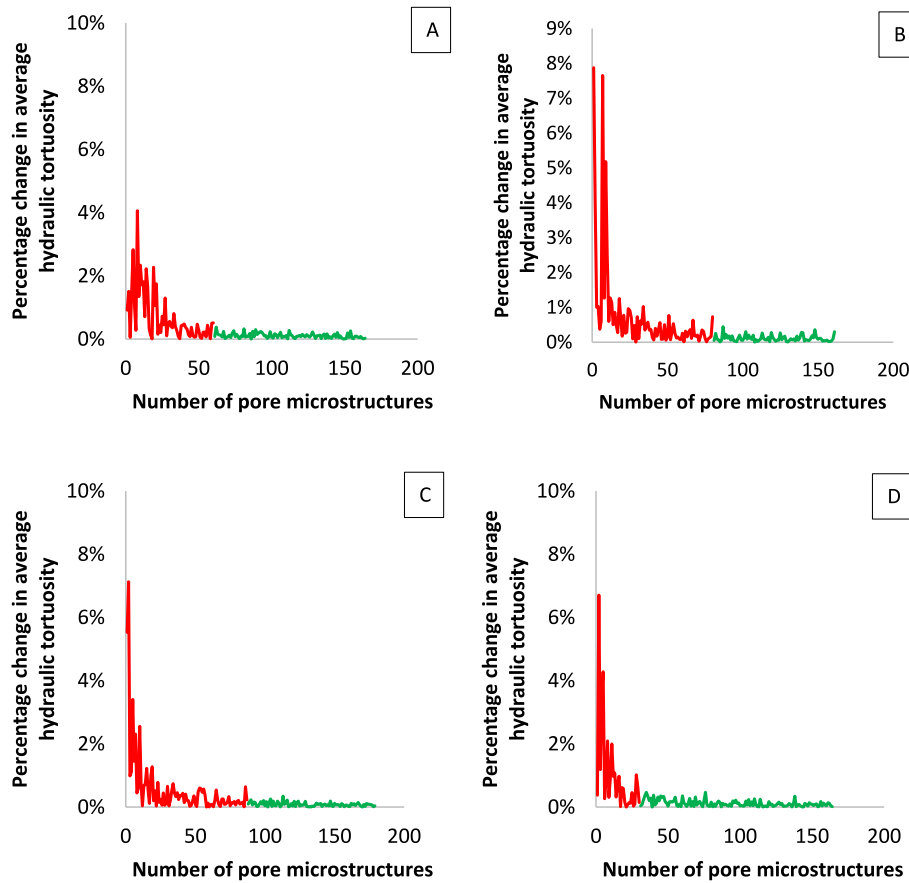 A
Percentage change in average
hydraulic tortuosity
10%
8%
6%
4%
2%
0%
0 50 100 150 200
Number of pore microstructures
B
Percentage change in average
hydraulic tortuosity
9%
8%
7%
6%
5%
4%
3%
2%
1%
0%
0 50 100 150 200
Number of pore microstructures
C
Percentage change in average
hydraulic tortuosity
10%
8%
6%
4%
2%
0%
0 50 100 150 200
Number of pore microstructures
D
Percentage change in average
hydraulic tortuosity
10%
8%
6%
4%
2%
0%
0 50 100 150 200
Number of pore microstructures